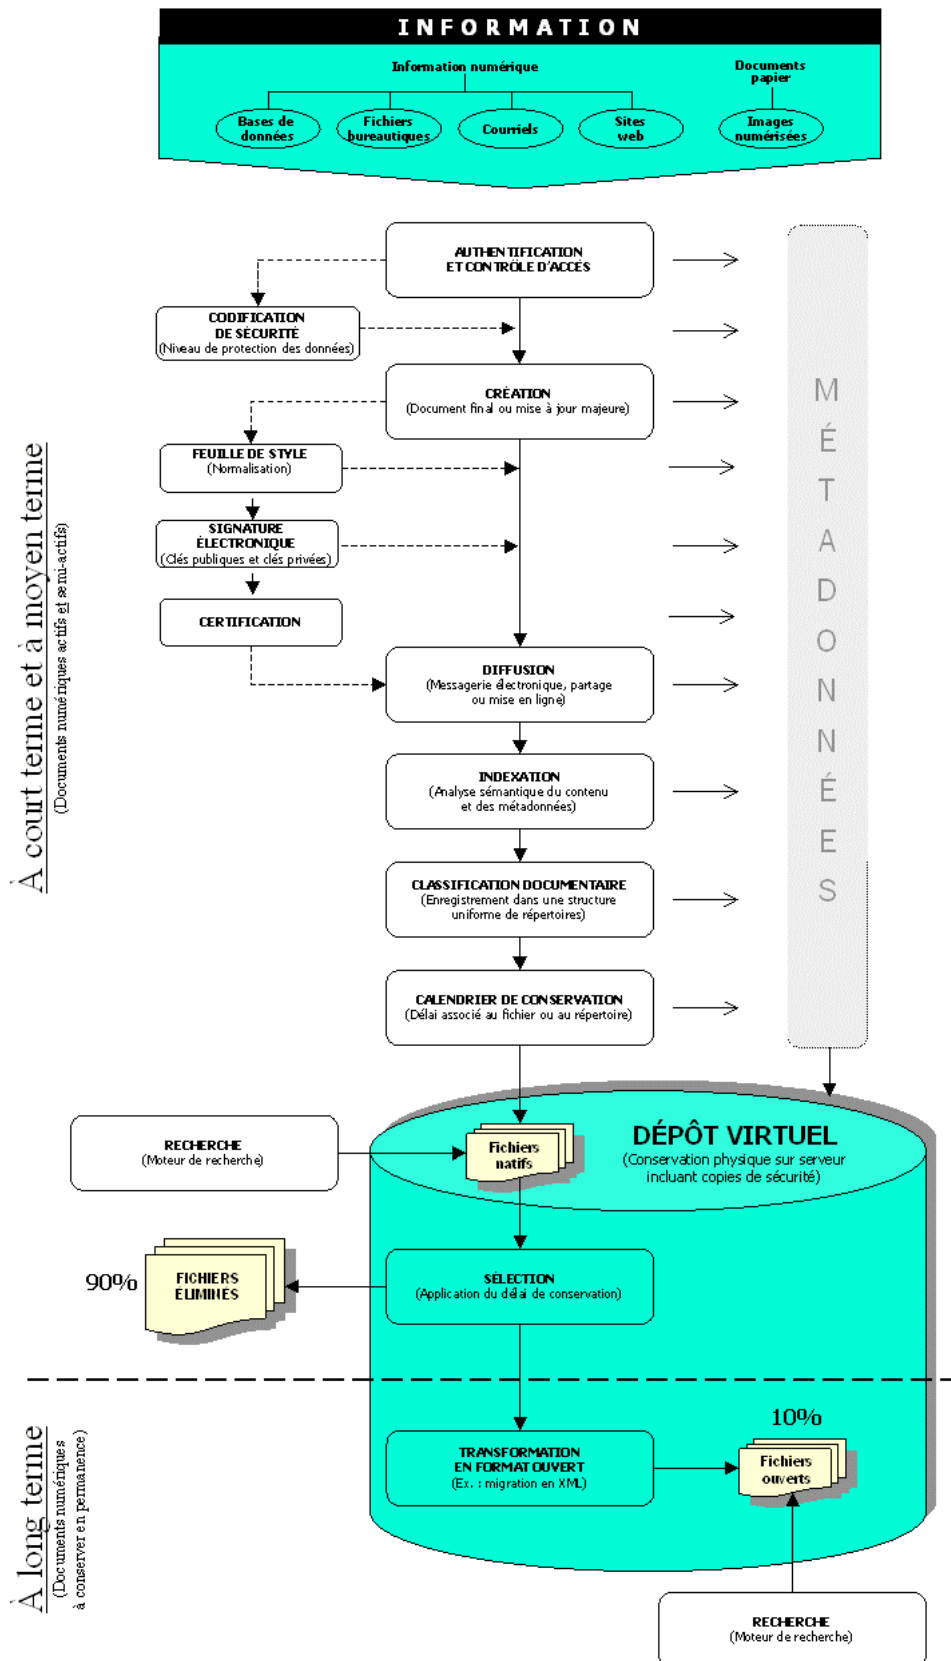 INFORMATION
Information numérique
Documents
papier
Bases de
données
Fichiers
bureautiques
Courriels
Sites
web
Images
numérisées
AUTHENTIFICATION
ET CONTRÔLE D'ACCÈS
CODIFICATION
DE SÉCURITÉ
(Niveau de protection des données)
CRÉATION
(Document final ou mise à jour majeure)
FEUILLE DE STYLE
(Normalisation)
SIGNATURE
ÉLECTRONIQUE
(Clés publiques et clés privées)
CERTIFICATION
DIFFUSION
(Messagerie électronique, partage
ou mise en ligne)
INDEXATION
(Analyse sémantique du contenu
et des métadonnées)
CLASSIFICATION DOCUMENTAIRE
(Enregistrement dans une structure
uniforme de répertoires)
CALENDRIER DE CONSERVATION
(Délai associé au fichier ou au répertoire)
MÉTADONNÉES
À court terme et à moyen terme
(Documents numériques actifs et semi-actifs)
RECHERCHE
(Moteur de recherche)
Fichiers
natifs
DÉPÔT VIRTUEL
(Conservation physique sur serveur
incluant copies de sécurité)
90%
FICHIERS
ÉLIMINÉS
SÉLECTION
(Application du délai de conservation)
À long terme
(Documents numériques
à conserver en permanence)
TRANSFORMATION
EN FORMAT OUVERT
(Ex. : migration en XML)
10%
Fichiers
ouverts
RECHERCHE
(Moteur de recherche)